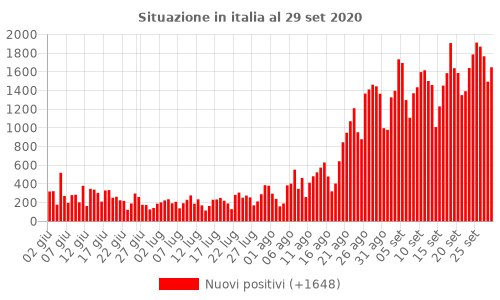 Situazione in italia al 29 set 2020
2000
1800
1600
1400
1200
1000
800
600
400
200
0
02 giu
07 giu
12 giu
17 giu
22 giu
27 giu
02 lug
07 lug
12 lug
17 lug
22 lug
27 lug
01 ago
06 ago
11 ago
16 ago
21 ago
26 ago
31 ago
05 set
10 set
15 set
20 set
25 set
Nuovi positivi (+1648)